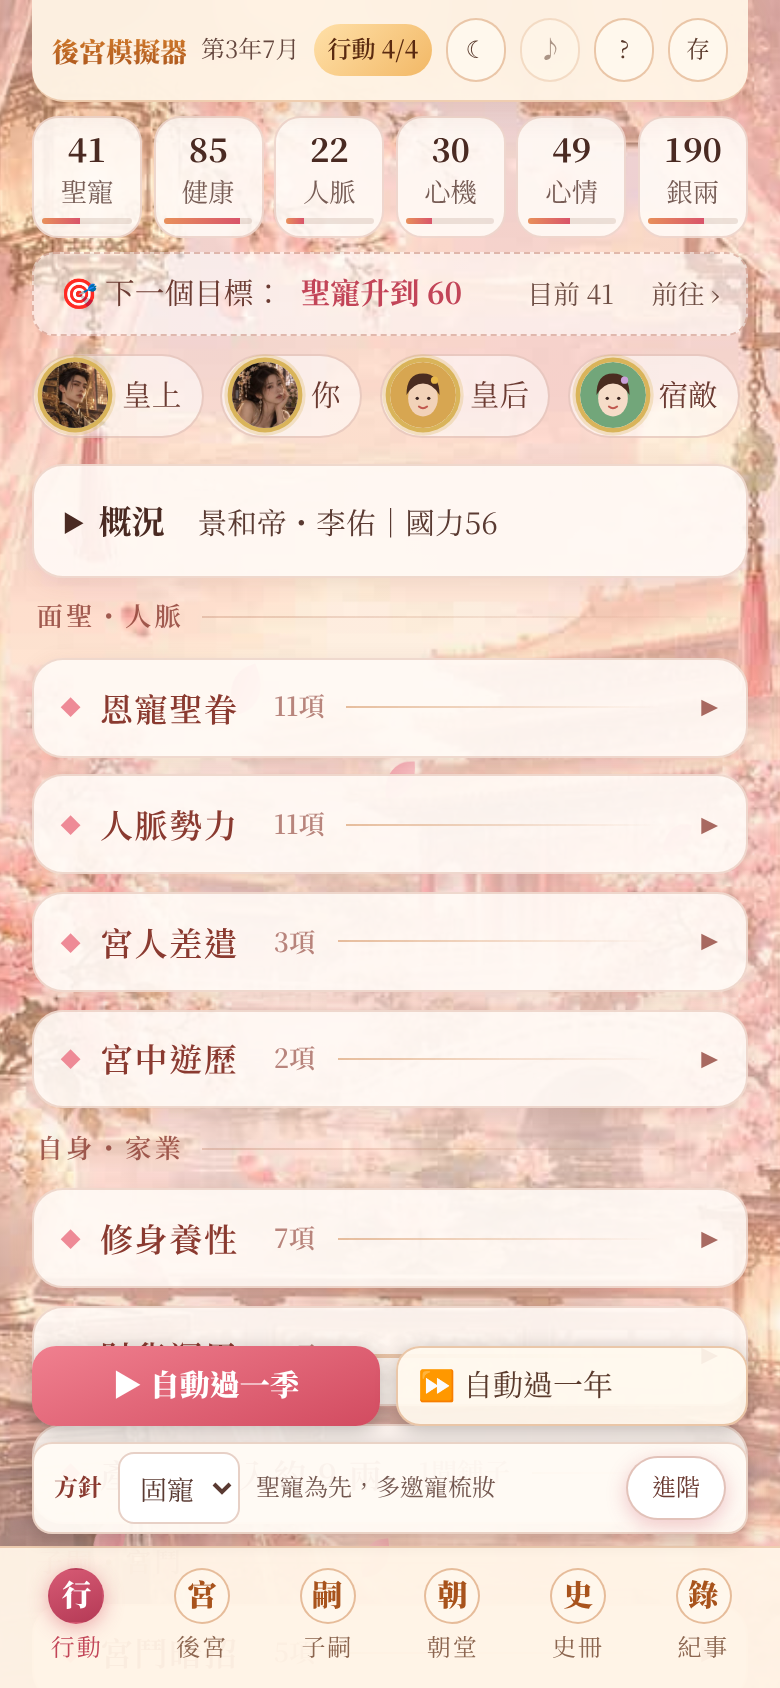 後宮模擬器 第3年7月 行動 4/4 ☾ ♪ ? 存
41 85 22 30 49 190
聖寵 健康 人脈 心機 心情 銀兩
🎯 下一個目標： 聖寵升到 60 目前 41 前往 ›
皇上 你 皇后 宿敵
▶ 概況 景和帝・李佑｜國力56
面聖・人脈
◆ 恩寵聖眷 11項 ▶
◆ 人脈勢力 11項 ▶
◆ 宮人差遣 3項 ▶
◆ 宮中遊歷 2項 ▶
自身・家業
◆ 修身養性 7項 ▶
▶ 自動過一季 ⏩ 自動過一年
方針 固寵 聖寵為先，多邀寵梳妝 進階
行 宮 嗣 朝 史 錄
行動 後宮 子嗣 朝堂 史冊 紀事